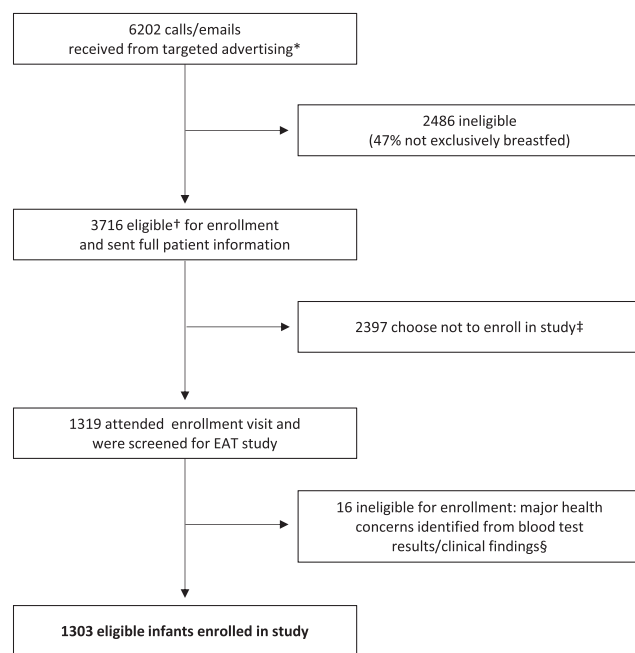 6202 calls/emails
received from targeted advertising*
2486 ineligible
(47% not exclusively breastfed)
3716 eligible† for enrollment
and sent full patient information
2397 choose not to enroll in study‡
1319 attended enrollment visit and
were screened for EAT study
16 ineligible for enrollment: major health
concerns identified from blood test
results/clinical findings§
1303 eligible infants enrolled in study